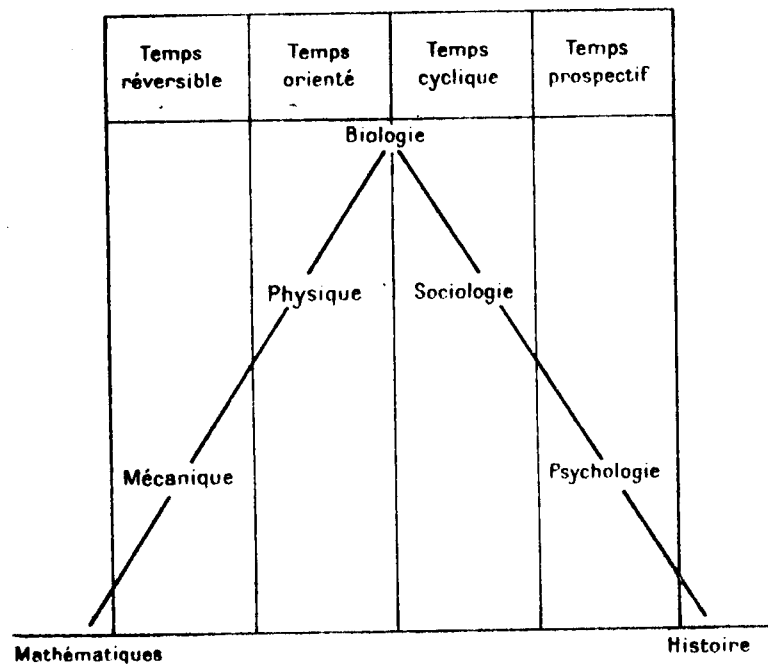 Temps
réversible
Temps
orienté
Temps
cyclique
Temps
prospectif
Biologie
Physique
Sociologie
Mécanique
Psychologie
Mathématiques
Histoire